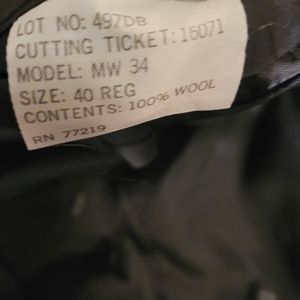 LOT NO: 497DB
CUTTING TICKET: 16071
MODEL: MW 34
SIZE: 40 REG
CONTENTS: 100% WOOL
RN 77219